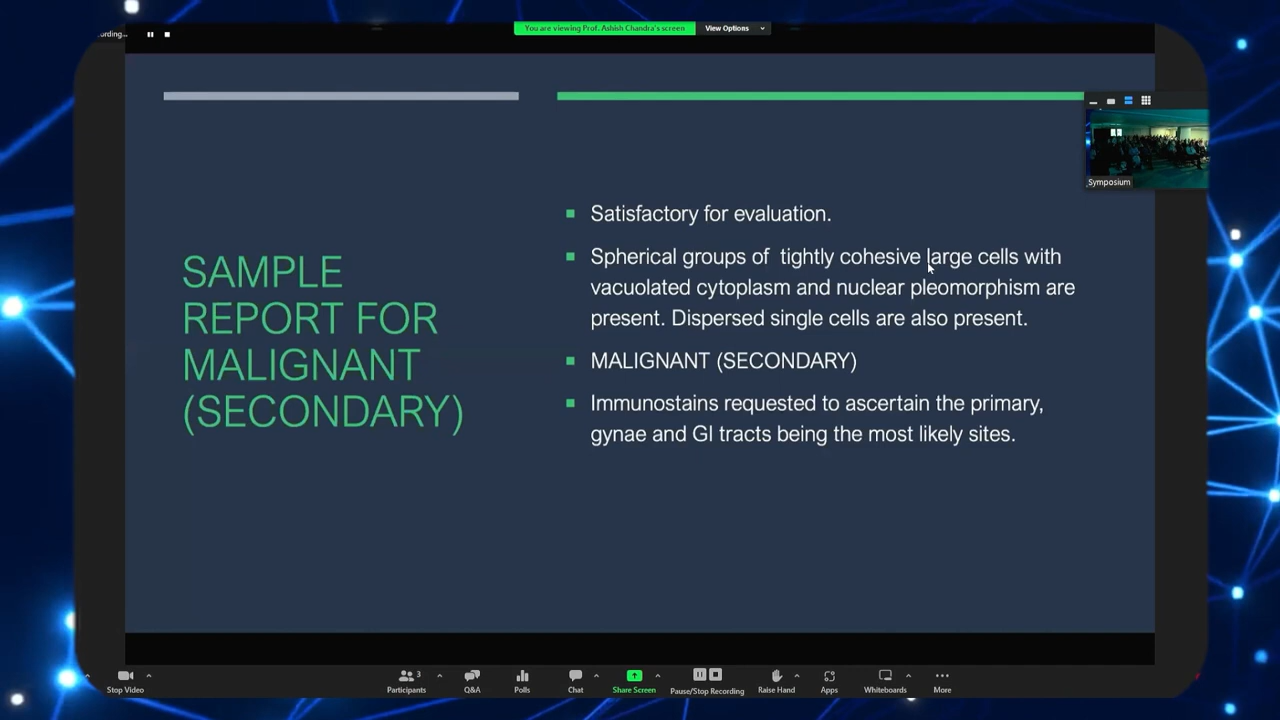 ording...
You are viewing Prof. Ashish Chandra's screen
View Options
Symposium
SAMPLE
REPORT FOR
MALIGNANT
(SECONDARY)
Satisfactory for evaluation.
Spherical groups of tightly cohesive large cells with
vacuolated cytoplasm and nuclear pleomorphism are
present. Dispersed single cells are also present.
MALIGNANT (SECONDARY)
Immunostains requested to ascertain the primary,
gynae and GI tracts being the most likely sites.
Stop Video
Participants
3
Q&A
Polls
Chat
Share Screen
Pause/Stop Recording
Raise Hand
Apps
Whiteboards
More